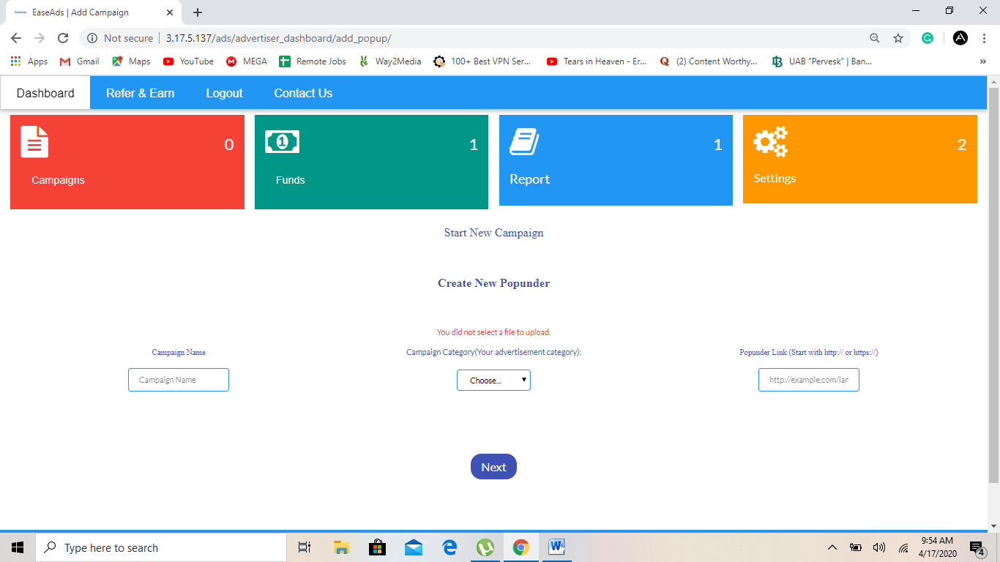 EaseAds | Add Campaign
Not secure | 3.17.5.137/ads/advertiser_dashboard/add_popup/
Apps Gmail Maps YouTube MEGA Remote Jobs Way2Media 100+ Best VPN Ser... Tears in Heaven - Er... (2) Content Worthy... UAB "Pervesk" | Ban... »
Dashboard Refer & Earn Logout Contact Us
0 1 1 2
Campaigns Funds Report Settings
Start New Campaign
Create New Popunder
You did not select a file to upload.
Campaign Name Campaign Category(Your advertisement category): Popunder Link (Start with http:// or https://)
Campaign Name Choose... http://example.com/lar
Next
Type here to search
9:54 AM
4/17/2020
4